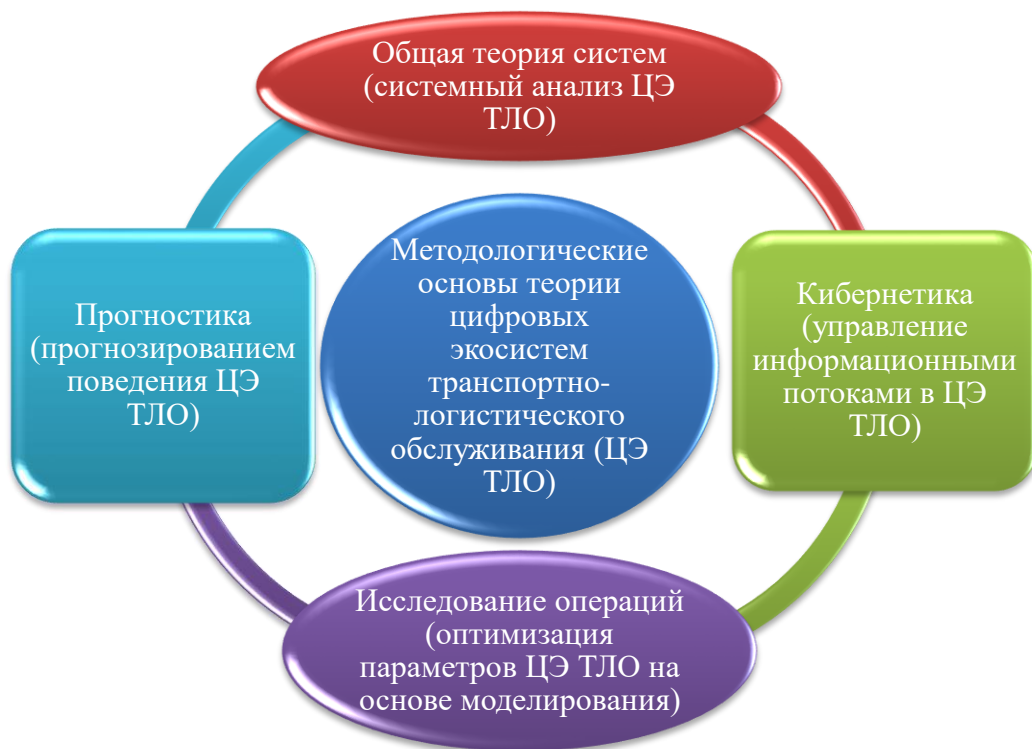 Общая теория систем
(системный анализ ЦЭ
ТЛО)
Методологические
основы теории
цифровых
экосистем
транспортно-
логистического
обслуживания (ЦЭ
ТЛО)
Прогностика
(прогнозированием
поведения ЦЭ
ТЛО)
Кибернетика
(управление
информационными
потоками в ЦЭ
ТЛО)
Исследование операций
(оптимизация
параметров ЦЭ ТЛО на
основе моделирования)